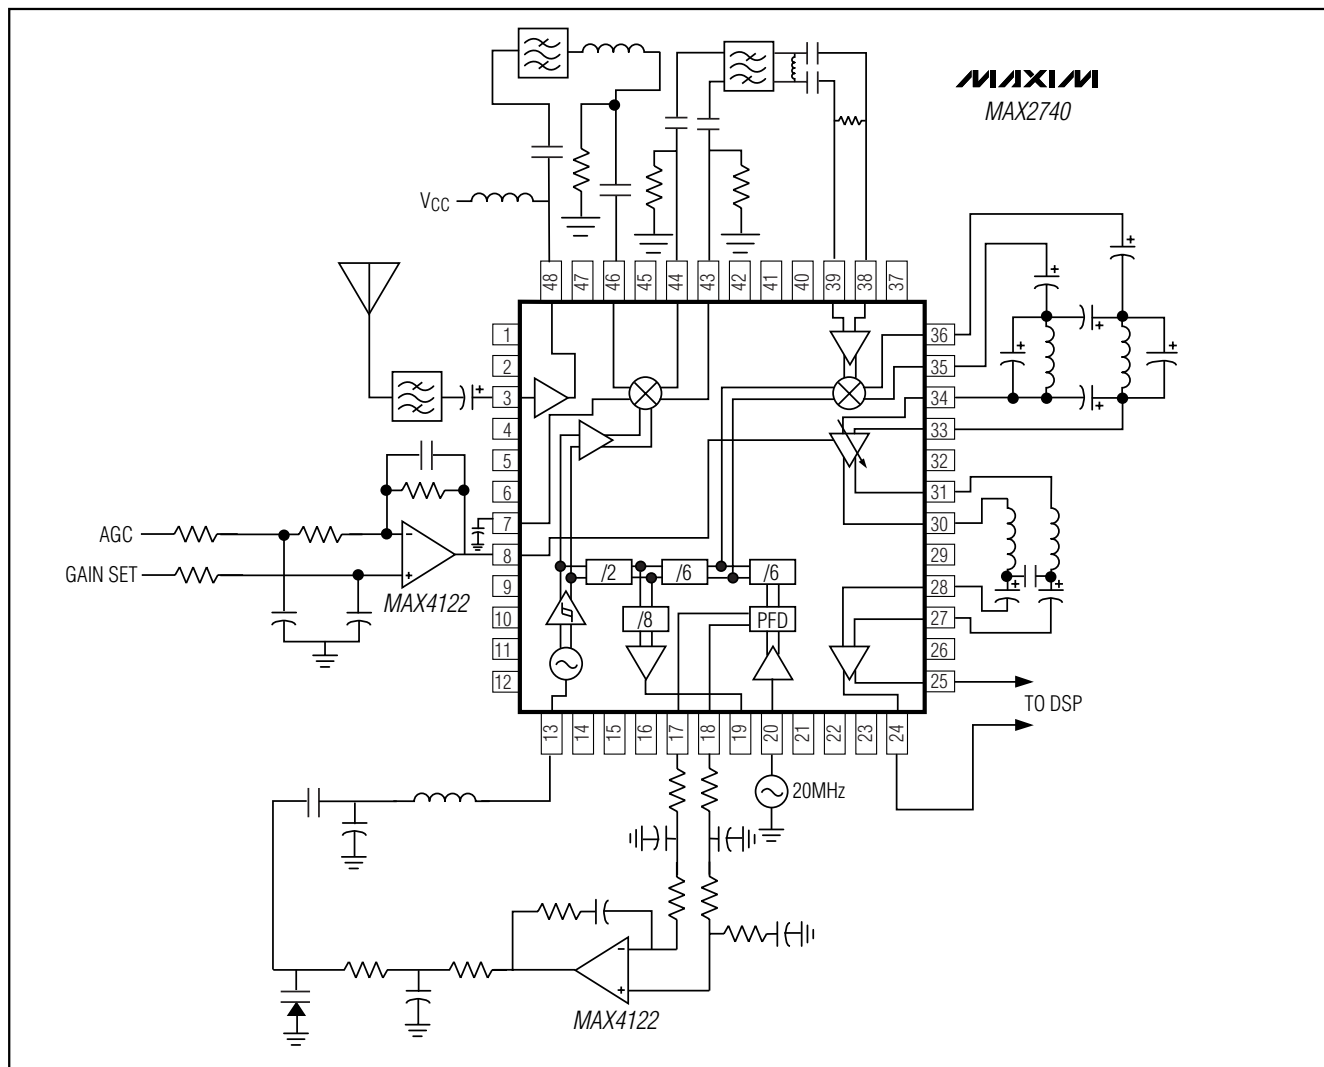 MAXIM
MAX2740
VCC
48 47 46 45 44 43 42 41 40 39 38 37
1
2
3
4
5
6
7
8
9
10
11
12
36
35
34
33
32
31
30
29
28
27
26
25
AGC
GAIN SET
-
+
MAX4122
/2 /6 /6
/8 PFD
TO DSP
13 14 15 16 17 18 19 20 21 22 23 24
20MHz
-
+
MAX4122
+
+
+
+
+
+
+
+
+